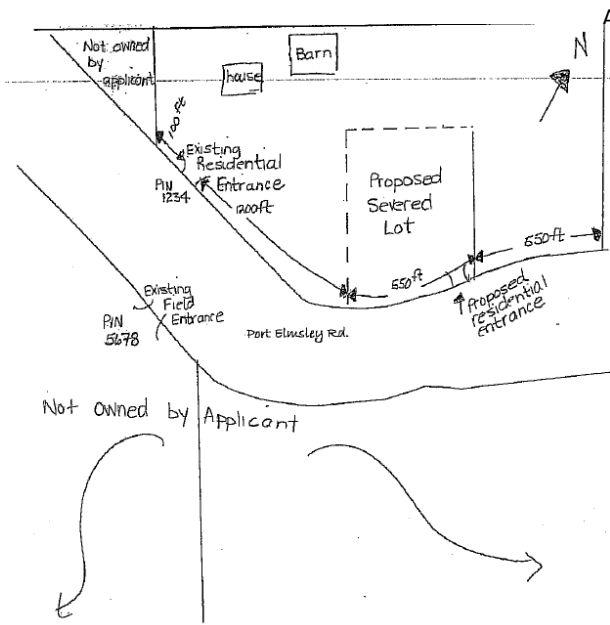 A
Not owned
by
applicant
house
Barn
N
100 ft
Existing
Residential
Entrance
PIN
1234
1200ft
Proposed
Severed
Lot
550ft
550ft
Proposed
residential
entrance
Existing
Field
Entrance
PIN
5678
Port Elmsley Rd.
Not owned by Applicant